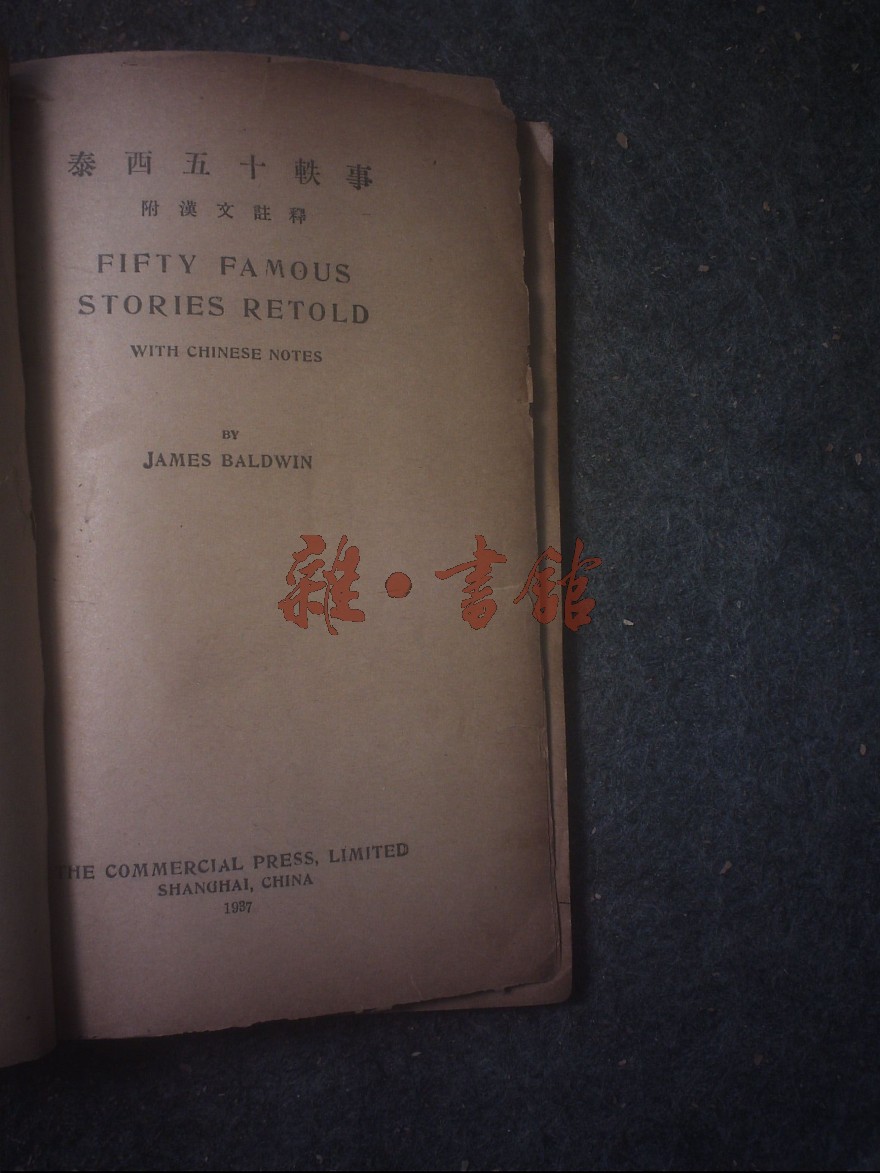 泰西五十軼事
附漢文註釋
FIFTY FAMOUS
STORIES RETOLD
WITH CHINESE NOTES
BY
JAMES BALDWIN
雜·書館
THE COMMERCIAL PRESS, LIMITED
SHANGHAI, CHINA
1937